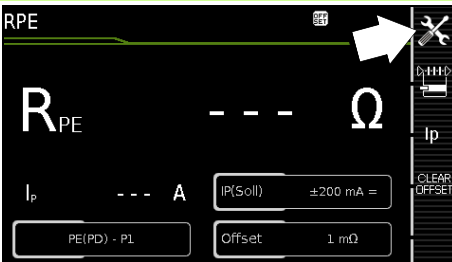 RPE OFF SET
RPE - - - Ω
Ip
CLEAR OFFSET
IP - - - A
IP(Soll) ±200 mA =
PE(PD) - P1
Offset 1 mΩ